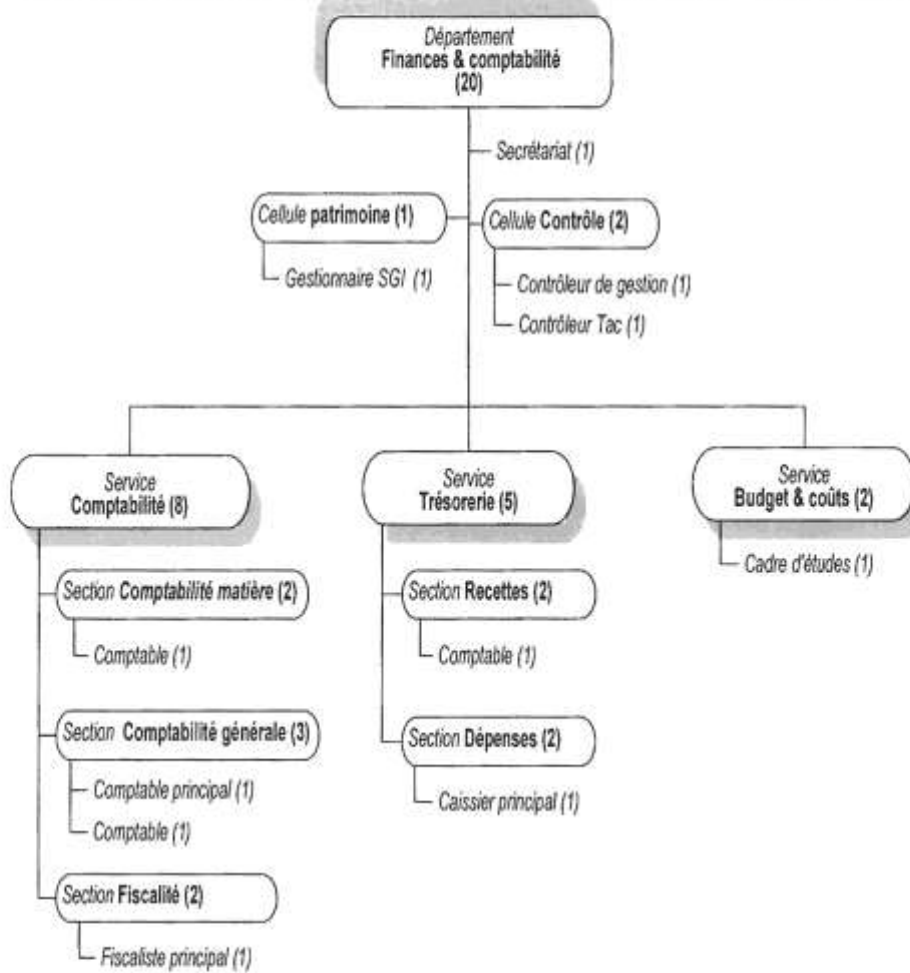 Département
Finances & comptabilité
(20)
Secrétariat (1)
Cellule patrimoine (1)
Cellule Contrôle (2)
Gestionnaire SGI (1)
Contrôleur de gestion (1)
Contrôleur Tac (1)
Service
Comptabilité (8)
Service
Trésorerie (5)
Service
Budget & coûts (2)
Section Comptabilité matière (2)
Comptable (1)
Section Comptabilité générale (3)
Comptable principal (1)
Comptable (1)
Section Fiscalité (2)
Fiscaliste principal (1)
Section Recettes (2)
Comptable (1)
Section Dépenses (2)
Caissier principal (1)
Cadre d'études (1)